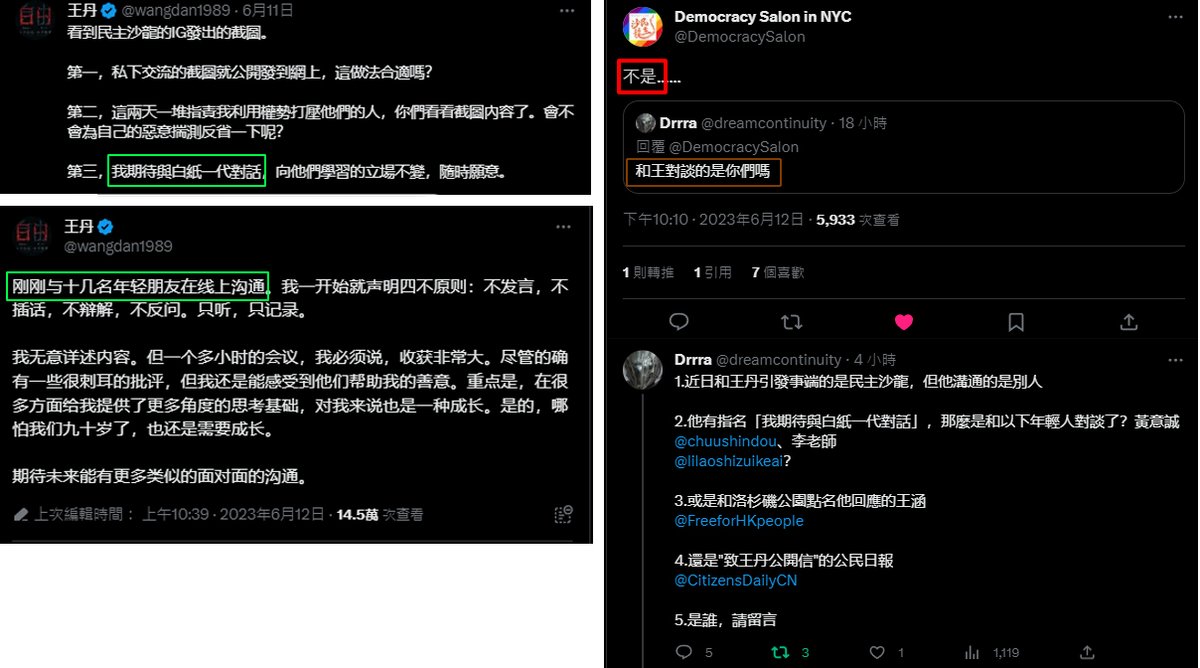 自由
王丹 @wangdan1989 · 6月11日
看到民主沙龍的IG發出的截圖。
第一，私下交流的截圖就公開發到網上，這做法合適嗎？
第二，這兩天一堆指責我利用權勢打壓他們的人，你們看看截圖內容了。會不
會為自己的惡意揣測反省一下呢？
第三，我期待與白紙一代對話，向他們學習的立場不變，隨時願意。
自由
王丹
@wangdan1989
刚刚与十几名年轻朋友在线上沟通。我一开始就声明四不原则：不发言，不
插话，不辩解，不反问。只听，只记录。
我无意详述内容。但一个多小时的会议，我必须说，收获非常大。尽管的确
有一些很刺耳的批评，但我还是能感受到他们帮助我的善意。重点是，在很
多方面给我提供了更多角度的思考基础，对我来说也是一种成长。是的，哪
怕我们九十岁了，也还是需要成长。
期待未来能有更多类似的面对面的沟通。
上次編輯時間： 上午10:39 · 2023年6月12日 · 14.5萬 次查看
Democracy Salon in NYC
@DemocracySalon
不是......
Drrra @dreamcontinuity · 18 小時
回覆 @DemocracySalon
和王對談的是你們嗎
下午10:10 · 2023年6月12日 · 5,933 次查看
1 則轉推 1 引用 7 個喜歡
Drrra @dreamcontinuity · 4 小時
1.近日和王丹引發事端的是民主沙龍，但他溝通的是別人
2.他有指名「我期待與白紙一代對話」，那麼是和以下年輕人對談了？黃意誠
@chuushindou、李老師
@lilaoshizuikeai?
3.或是和洛杉磯公園點名他回應的王涵
@FreeforHKpeople
4.還是"致王丹公開信"的公民日報
@CitizensDailyCN
5.是誰，請留言
5 3 1 1,119